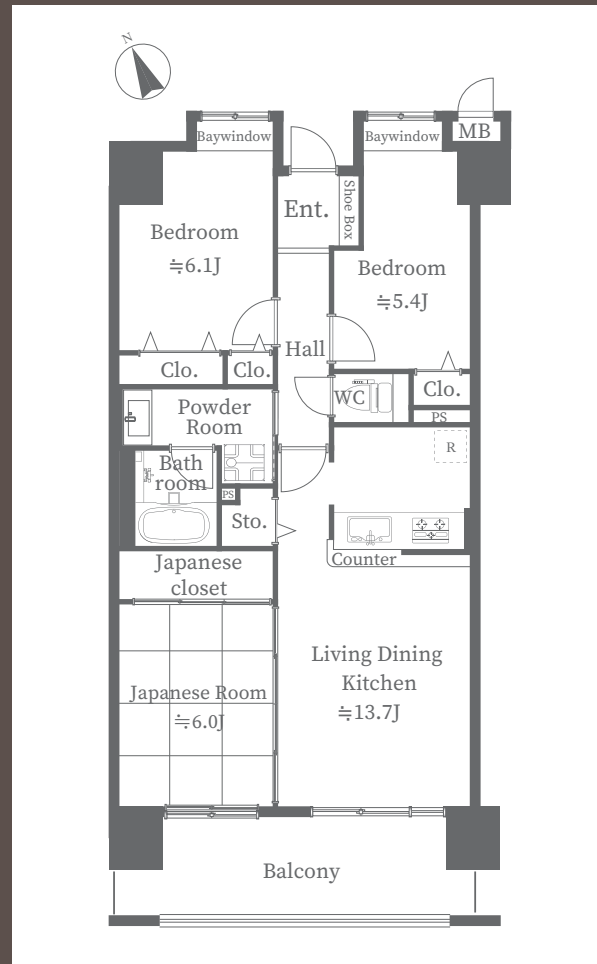 N
Baywindow
Baywindow
MB
Ent.
Shoe Box
Bedroom
≒6.1J
Bedroom
≒5.4J
Hall
Clo.
Clo.
WC
Clo.
PS
Powder
Room
R
Bath
room
PS
Sto.
Counter
Japanese
closet
Living Dining
Kitchen
≒13.7J
Japanese Room
≒6.0J
Balcony